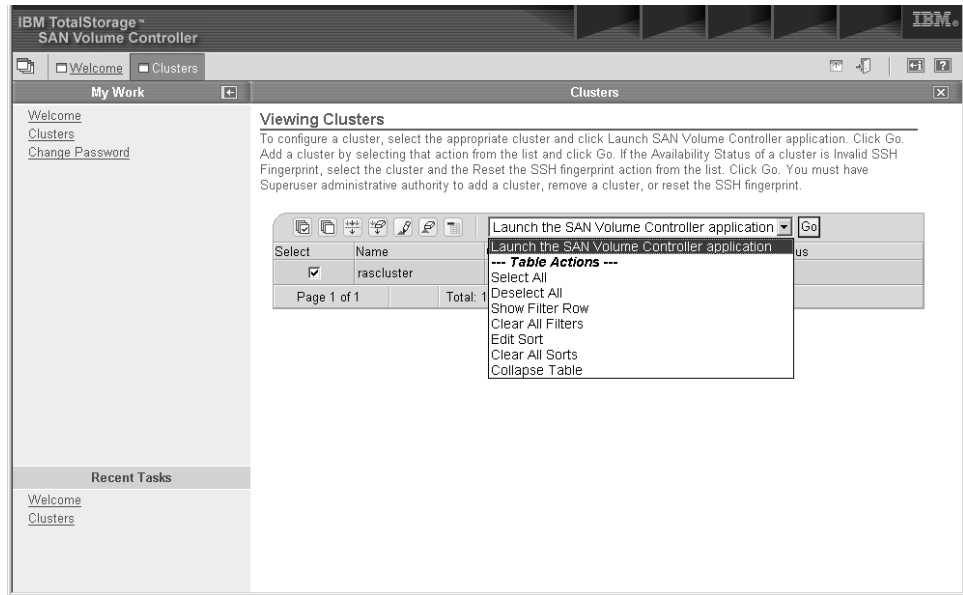 IBM TotalStorage™
SAN Volume Controller
IBM®
Welcome
Clusters
My Work
Clusters
Welcome
Clusters
Change Password
Viewing Clusters
To configure a cluster, select the appropriate cluster and click Launch SAN Volume Controller application. Click Go.
Add a cluster by selecting that action from the list and click Go. If the Availability Status of a cluster is Invalid SSH
Fingerprint, select the cluster and the Reset the SSH fingerprint action from the list. Click Go. You must have
Superuser administrative authority to add a cluster, remove a cluster, or reset the SSH fingerprint.
Launch the SAN Volume Controller application Go
Select Name us
rascluster
Page 1 of 1 Total: 1
Launch the SAN Volume Controller application
--- Table Actions ---
Select All
Deselect All
Show Filter Row
Clear All Filters
Edit Sort
Clear All Sorts
Collapse Table
Recent Tasks
Welcome
Clusters